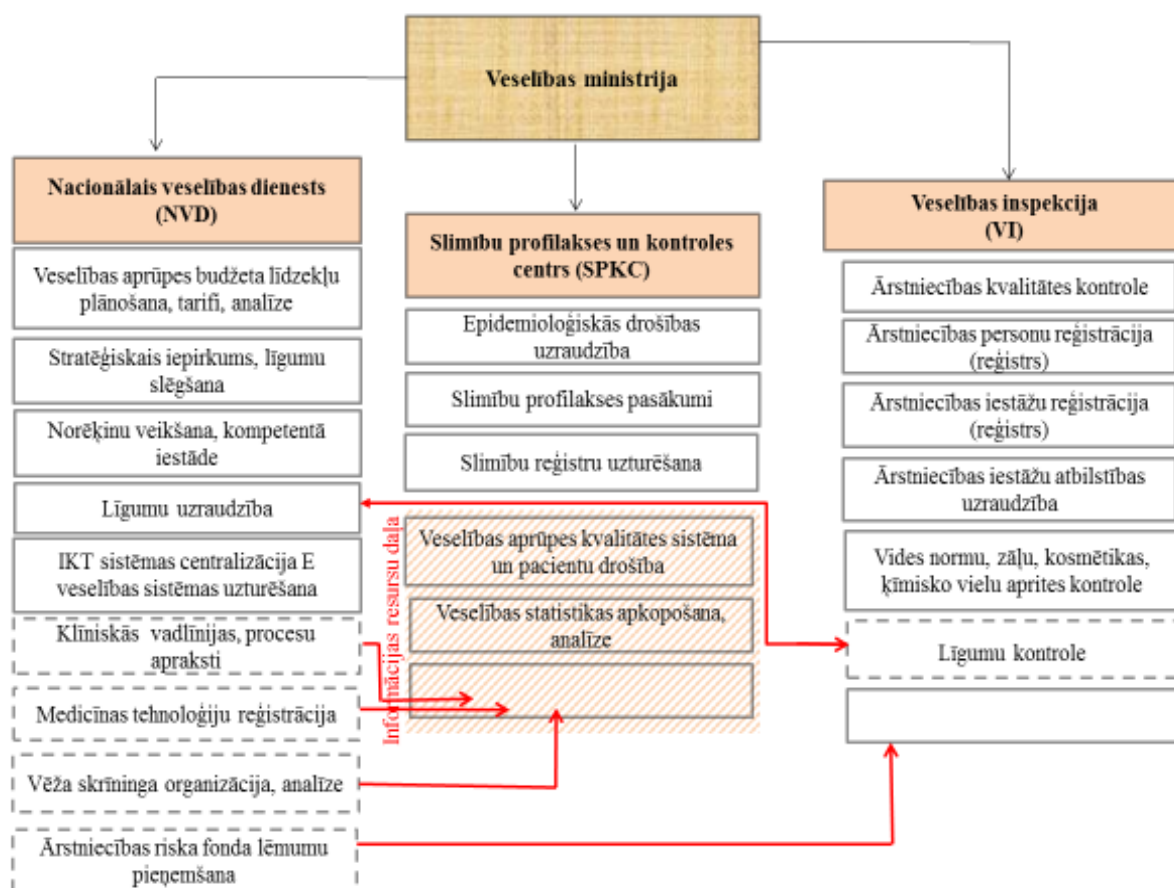 Veselības ministrija
Nacionālais veselības dienests
(NVD)
Veselības aprūpes budžeta līdzekļu
plānošana, tarifi, analīze
Stratēģiskais iepirkums, līgumu
slēgšana
Norēķinu veikšana, kompetentā
iestāde
Līgumu uzraudzība
IKT sistēmas centralizācija E
veselības sistēmas uzturēšana
Klīniskās vadlīnijas, procesu
apraksti
Medicīnas tehnoloģiju reģistrācija
Vēža skrīninga organizācija, analīze
Ārstniecības riska fonda lēmumu
pieņemšana
Slimību profilakses un kontroles
centrs (SPKC)
Epidemioloģiskās drošības
uzraudzība
Slimību profilakses pasākumi
Slimību reģistru uzturēšana
Informācijas resursu daļa
Veselības aprūpes kvalitātes sistēma
un pacientu drošība
Veselības statistikas apkopošana,
analīze
Veselības inspekcija
(VI)
Ārstniecības kvalitātes kontrole
Ārstniecības personu reģistrācija
(reģistrs)
Ārstniecības iestāžu reģistrācija
(reģistrs)
Ārstniecības iestāžu atbilstības
uzraudzība
Vides normu, zāļu, kosmētikas,
ķīmisko vielu aprites kontrole
Līgumu kontrole